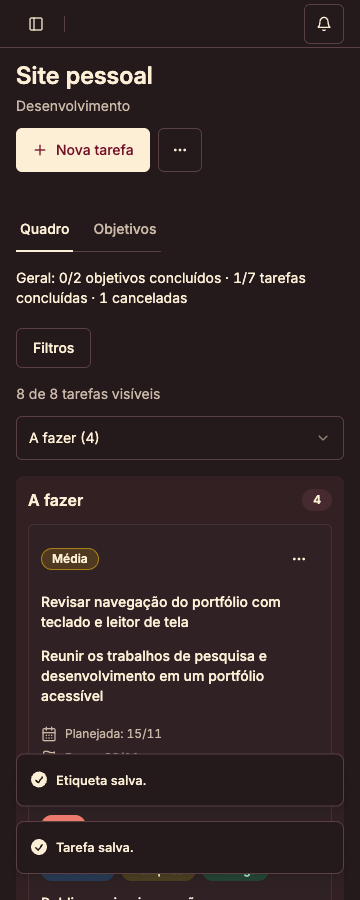 Site pessoal
Desenvolvimento
Nova tarefa
Quadro
Objetivos
Geral: 0/2 objetivos concluídos · 1/7 tarefas
concluídas · 1 canceladas
Filtros
8 de 8 tarefas visíveis
A fazer (4)
A fazer
4
Média
Revisar navegação do portfólio com
teclado e leitor de tela
Reunir os trabalhos de pesquisa e
desenvolvimento em um portfólio
acessível
Planejada: 15/11
Etiqueta salva.
Tarefa salva.